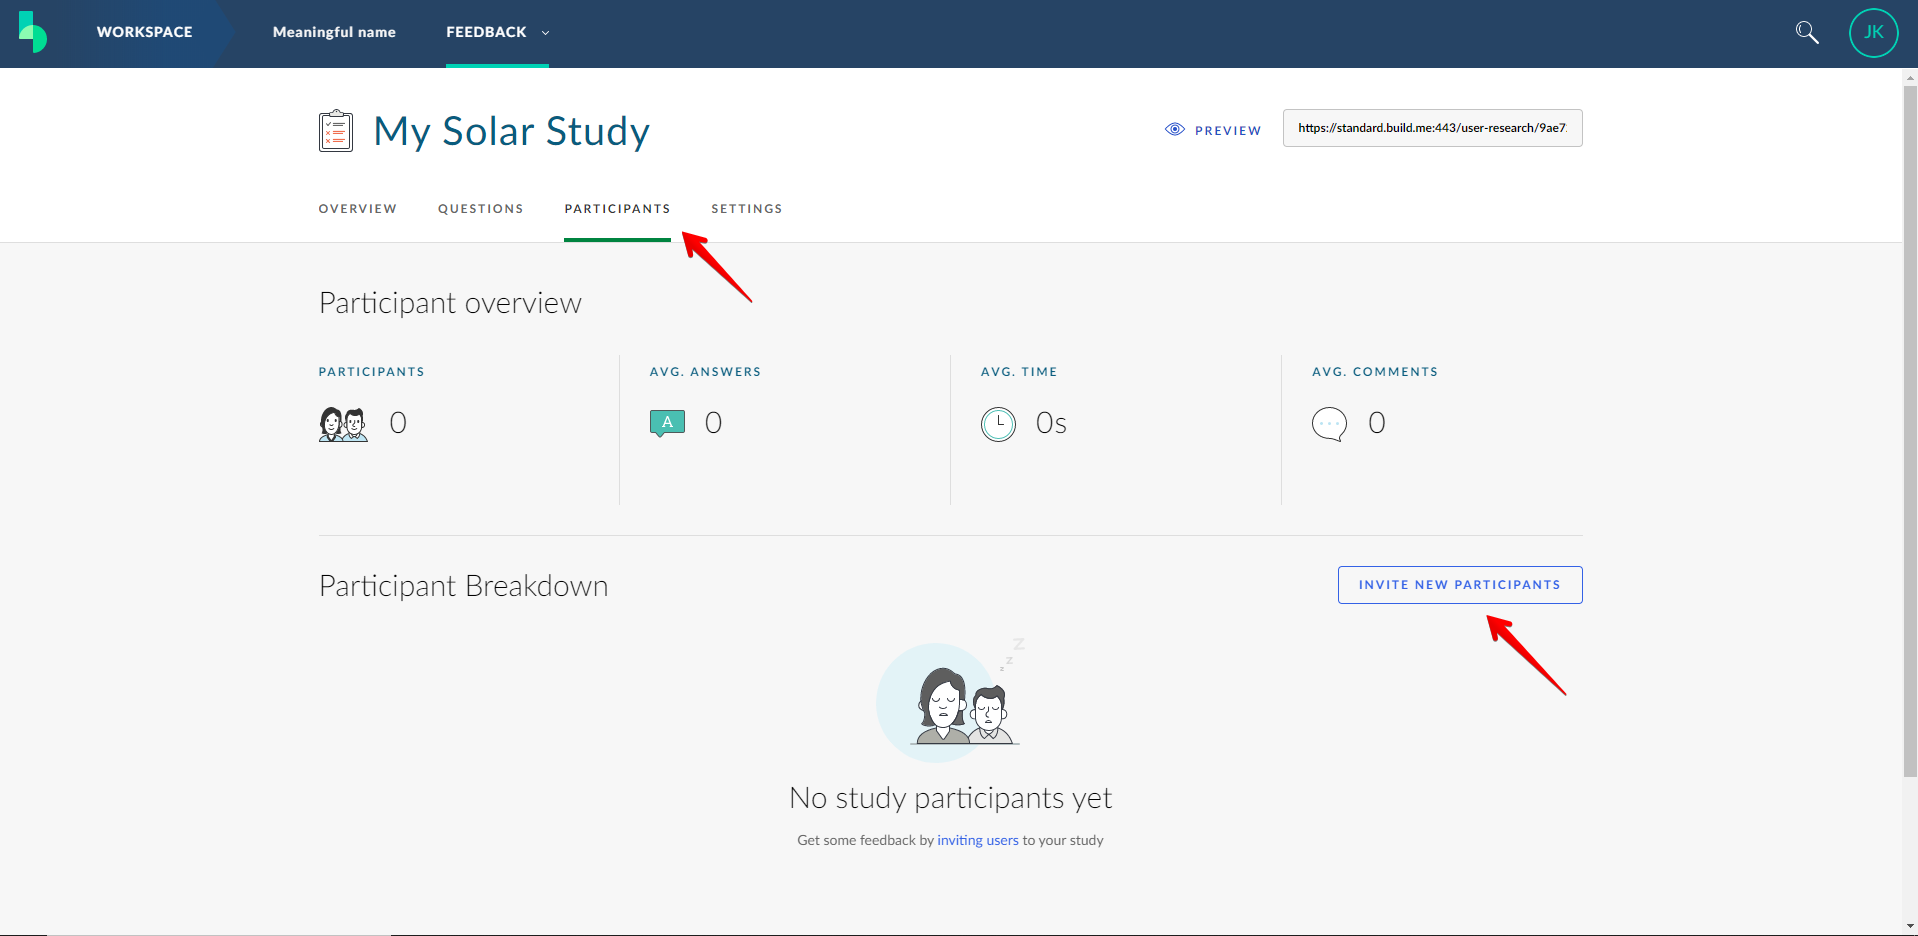 WORKSPACE
Meaningful name
FEEDBACK
JK
My Solar Study
PREVIEW
https://standard.build.me:443/user-research/9ae7
OVERVIEW
QUESTIONS
PARTICIPANTS
SETTINGS
Participant overview
PARTICIPANTS
0
AVG. ANSWERS
A
0
AVG. TIME
0s
AVG. COMMENTS
0
Participant Breakdown
INVITE NEW PARTICIPANTS
z z Z
No study participants yet
Get some feedback by inviting users to your study